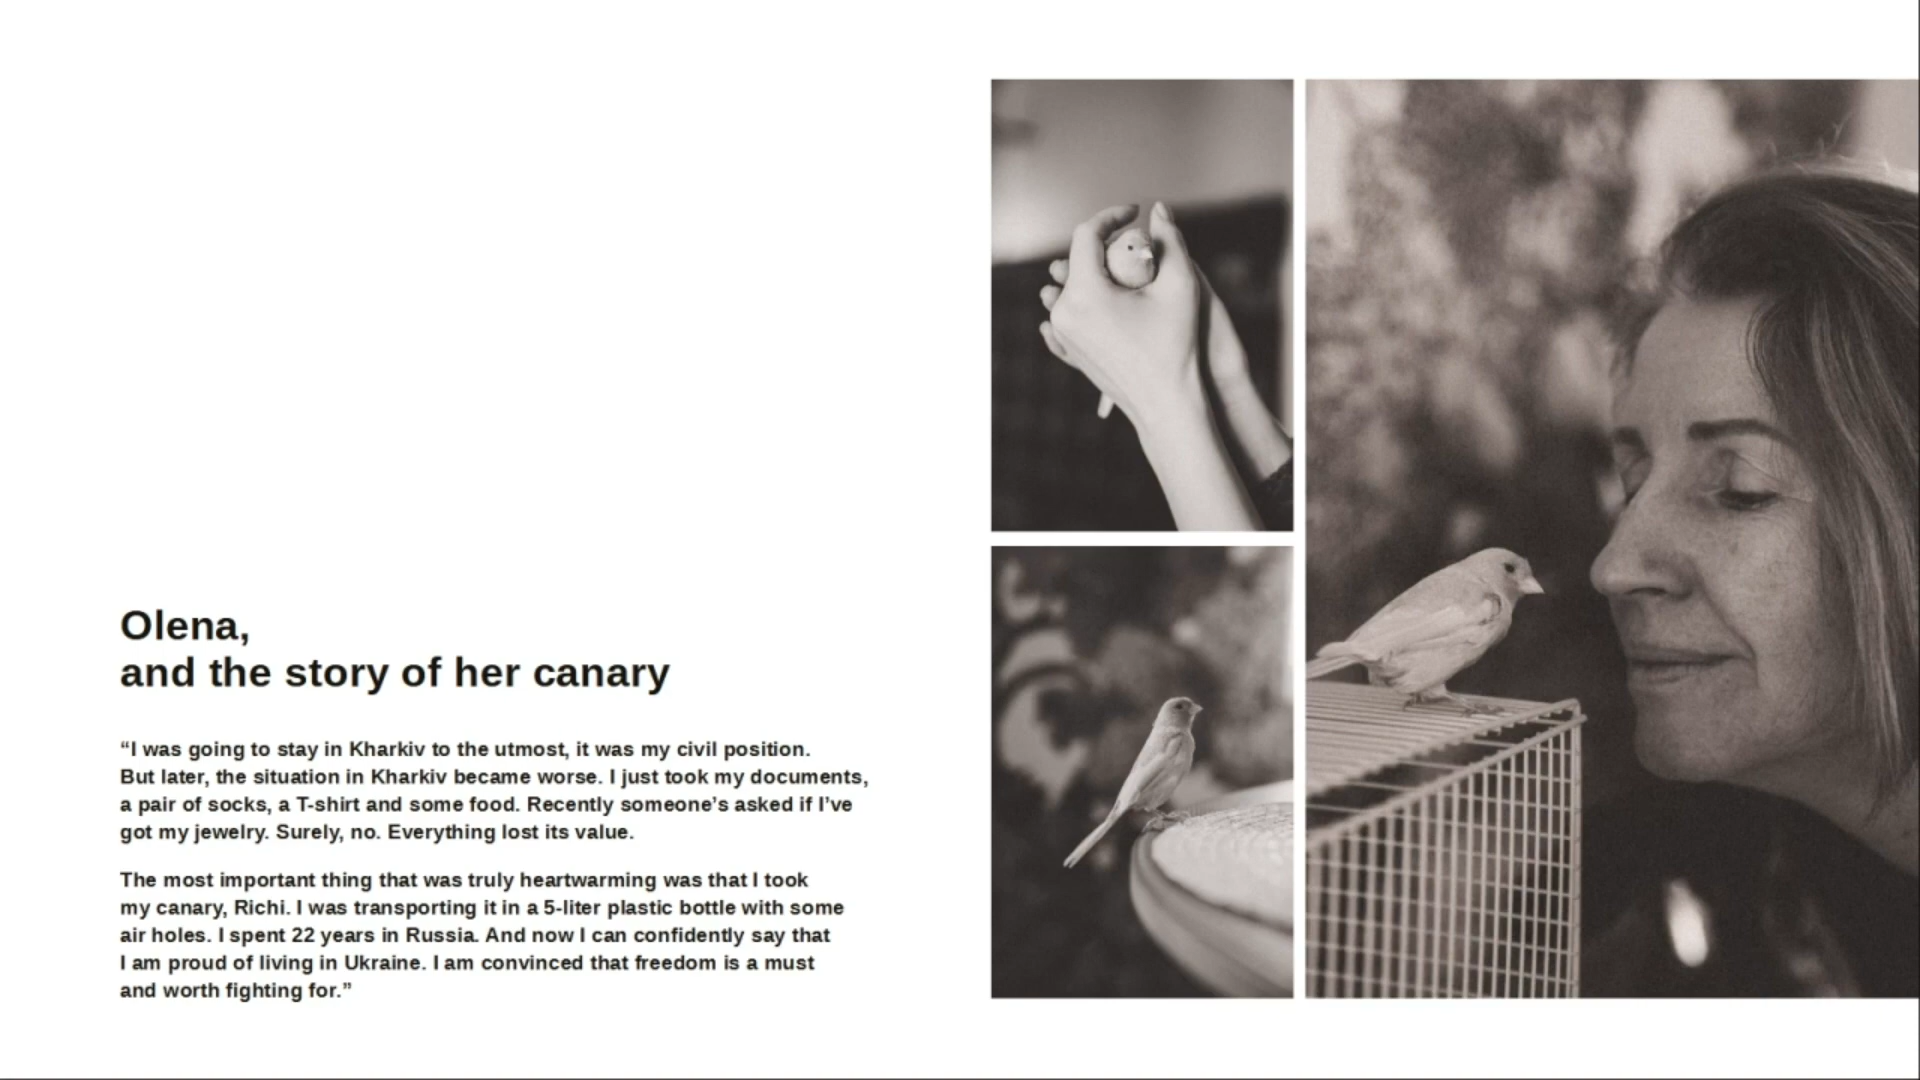 Olena,
and the story of her canary
“I was going to stay in Kharkiv to the utmost, it was my civil position.
But later, the situation in Kharkiv became worse. I just took my documents,
a pair of socks, a T-shirt and some food. Recently someone’s asked if I’ve
got my jewelry. Surely, no. Everything lost its value.
The most important thing that was truly heartwarming was that I took
my canary, Richi. I was transporting it in a 5-liter plastic bottle with some
air holes. I spent 22 years in Russia. And now I can confidently say that
I am proud of living in Ukraine. I am convinced that freedom is a must
and worth fighting for.”